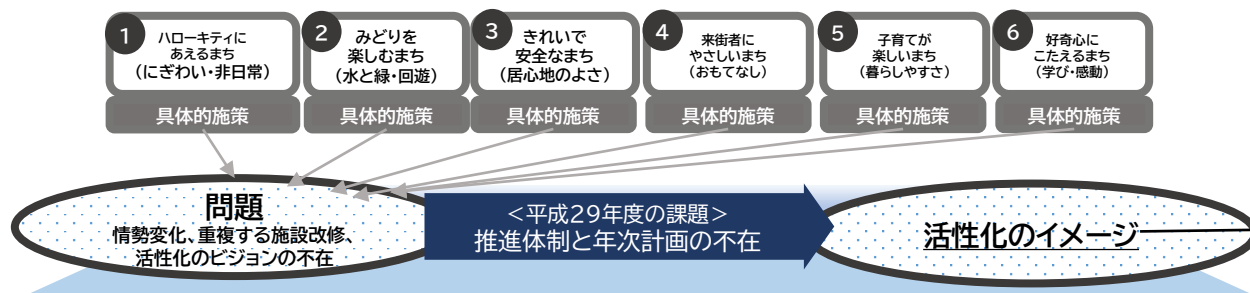 1
ハローキティに
あえるまち
(にぎわい・非日常)
具体的施策
2
みどりを
楽しむまち
(水と緑・回遊)
具体的施策
3
きれいで
安全なまち
(居心地のよさ)
具体的施策
4
来街者に
やさしいまち
(おもてなし)
具体的施策
5
子育てが
楽しいまち
(暮らしやすさ)
具体的施策
6
好奇心に
こたえるまち
(学び・感動)
具体的施策
問題
情勢変化、重複する施設改修、
活性化のビジョンの不在
<平成29年度の課題>
推進体制と年次計画の不在
活性化のイメージ